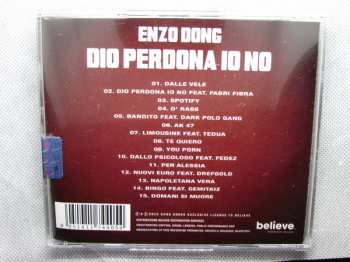 ENZO DONG
DIO PERDONA IO NO
01. DALLE VELE
02. DIO PERDONA IO NO FEAT. FABRI FIBRA
03. SPOTIFY
04. O' RASS
05. BANDITO FEAT. DARK POLO GANG
06. AK 47
07. LIMOUSINE FEAT. TEDUA
08. TE QUIERO
09. YOU PORN
10. DALLO PSICOLOGO FEAT. FEDEZ
11. PER ALESSIA
12. NUOVI EURO FEAT. DREFGOLD
13. NAPOLETANA VERA
14. BINGO FEAT. GEMITAIZ
15. DOMANI SI MUORE
believe.